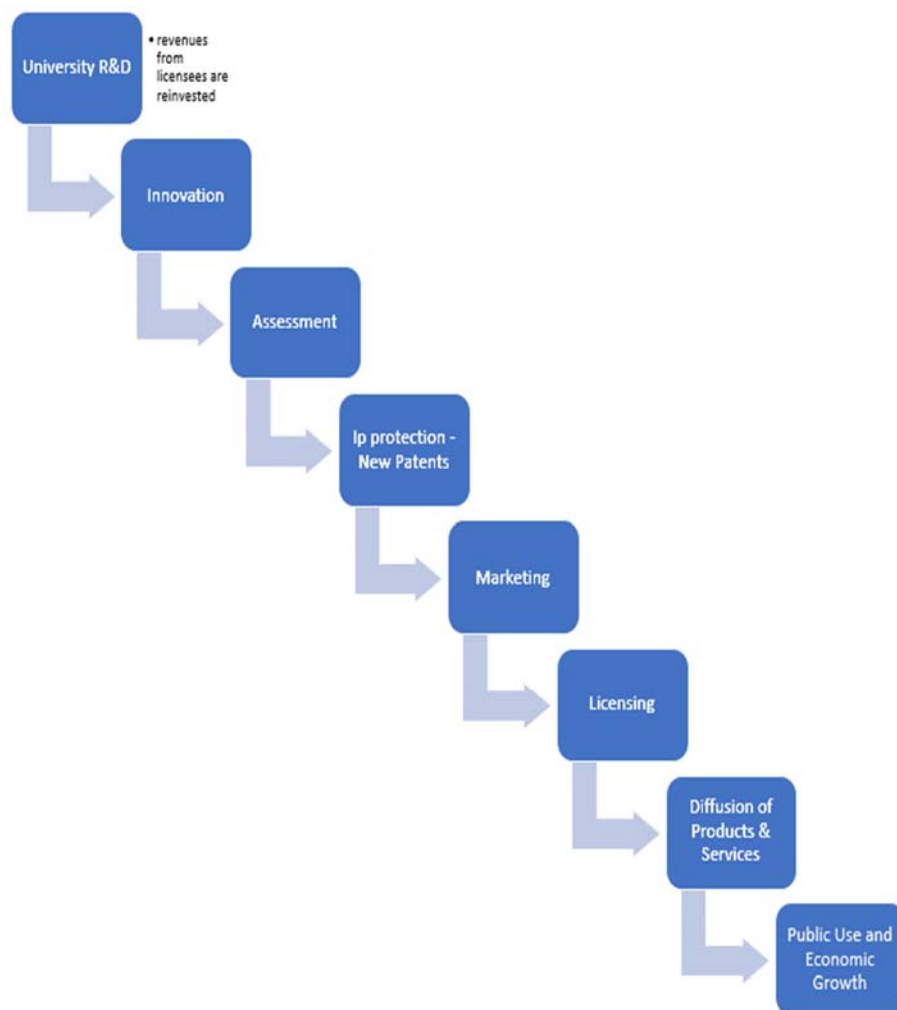 University R&D
• revenues
from
licensees are
reinvested
Innovation
Assessment
Ip protection -
New Patents
Marketing
Licensing
Diffusion of
Products &
Services
Public Use and
Economic
Growth